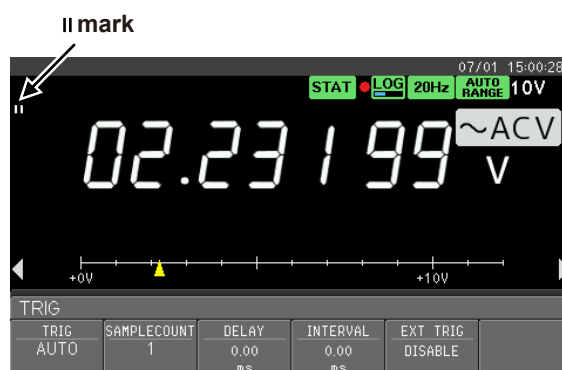 II mark
07/01 15:00:28
STAT LOG 20Hz AUTO RANGE 10V
II
02.23199 ~ACV
V
+0V +10V
TRIG
TRIG SAMPLECOUNT DELAY INTERVAL EXT TRIG
AUTO 1 0.00 0.00 DISABLE
ms ms